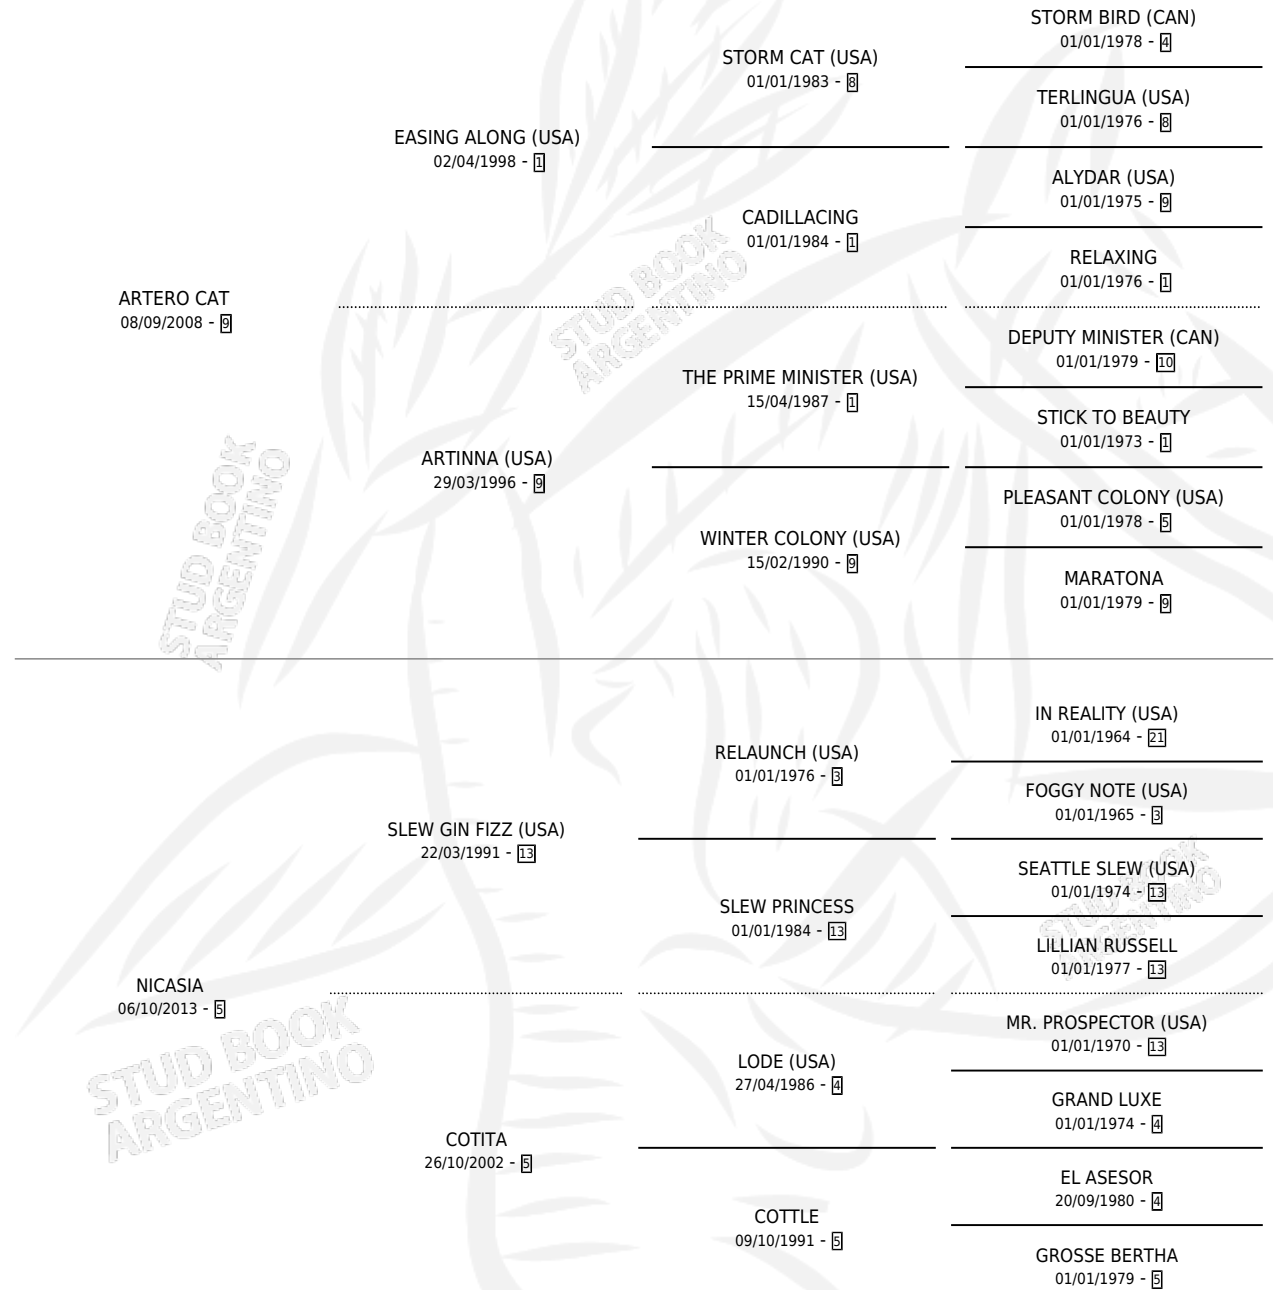 STORM BIRD (CAN)
01/01/1978 - 4
STORM CAT (USA)
01/01/1983 - 8
TERLINGUA (USA)
01/01/1976 - 8
EASING ALONG (USA)
02/04/1998 - 1
ALYDAR (USA)
01/01/1975 - 9
CADILLACING
01/01/1984 - 1
RELAXING
01/01/1976 - 1
ARTERO CAT
08/09/2008 - 9
DEPUTY MINISTER (CAN)
01/01/1979 - 10
THE PRIME MINISTER (USA)
15/04/1987 - 1
STICK TO BEAUTY
01/01/1973 - 1
ARTINNA (USA)
29/03/1996 - 9
PLEASANT COLONY (USA)
01/01/1978 - 5
WINTER COLONY (USA)
15/02/1990 - 9
MARATONA
01/01/1979 - 9
IN REALITY (USA)
01/01/1964 - 21
RELAUNCH (USA)
01/01/1976 - 3
FOGGY NOTE (USA)
01/01/1965 - 3
SLEW GIN FIZZ (USA)
22/03/1991 - 13
SEATTLE SLEW (USA)
01/01/1974 - 13
SLEW PRINCESS
01/01/1984 - 13
LILLIAN RUSSELL
01/01/1977 - 13
NICASIA
06/10/2013 - 5
MR. PROSPECTOR (USA)
01/01/1970 - 13
LODE (USA)
27/04/1986 - 4
GRAND LUXE
01/01/1974 - 4
COTITA
26/10/2002 - 5
EL ASESOR
20/09/1980 - 4
COTTLE
09/10/1991 - 5
GROSSE BERTHA
01/01/1979 - 5
STUD BOOK
ARGENTINO
STUD BOOK
ARGENTINO
STUD BOOK
ARGENTINO
STUD BOOK
ARGENTINO